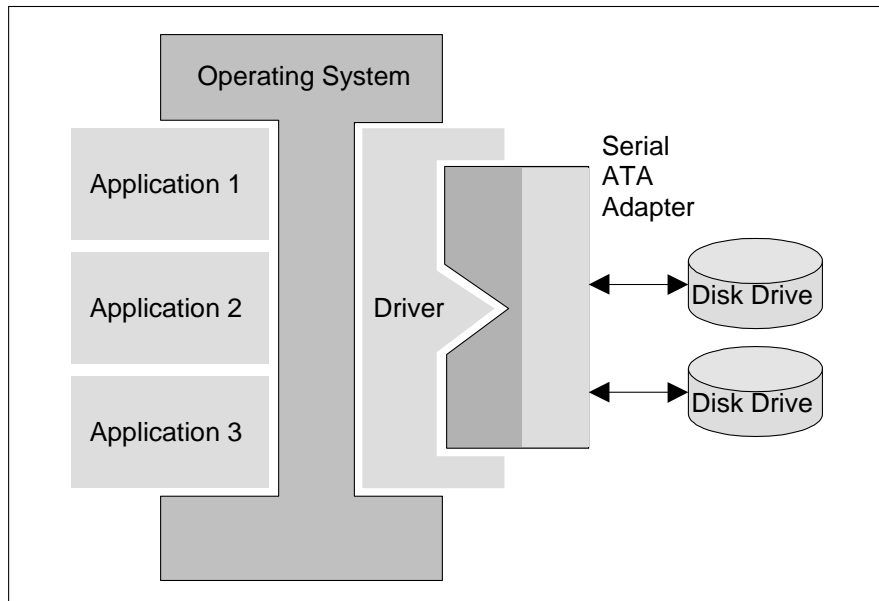 Operating System
Application 1
Application 2
Application 3
Driver
Serial
ATA
Adapter
Disk Drive
Disk Drive